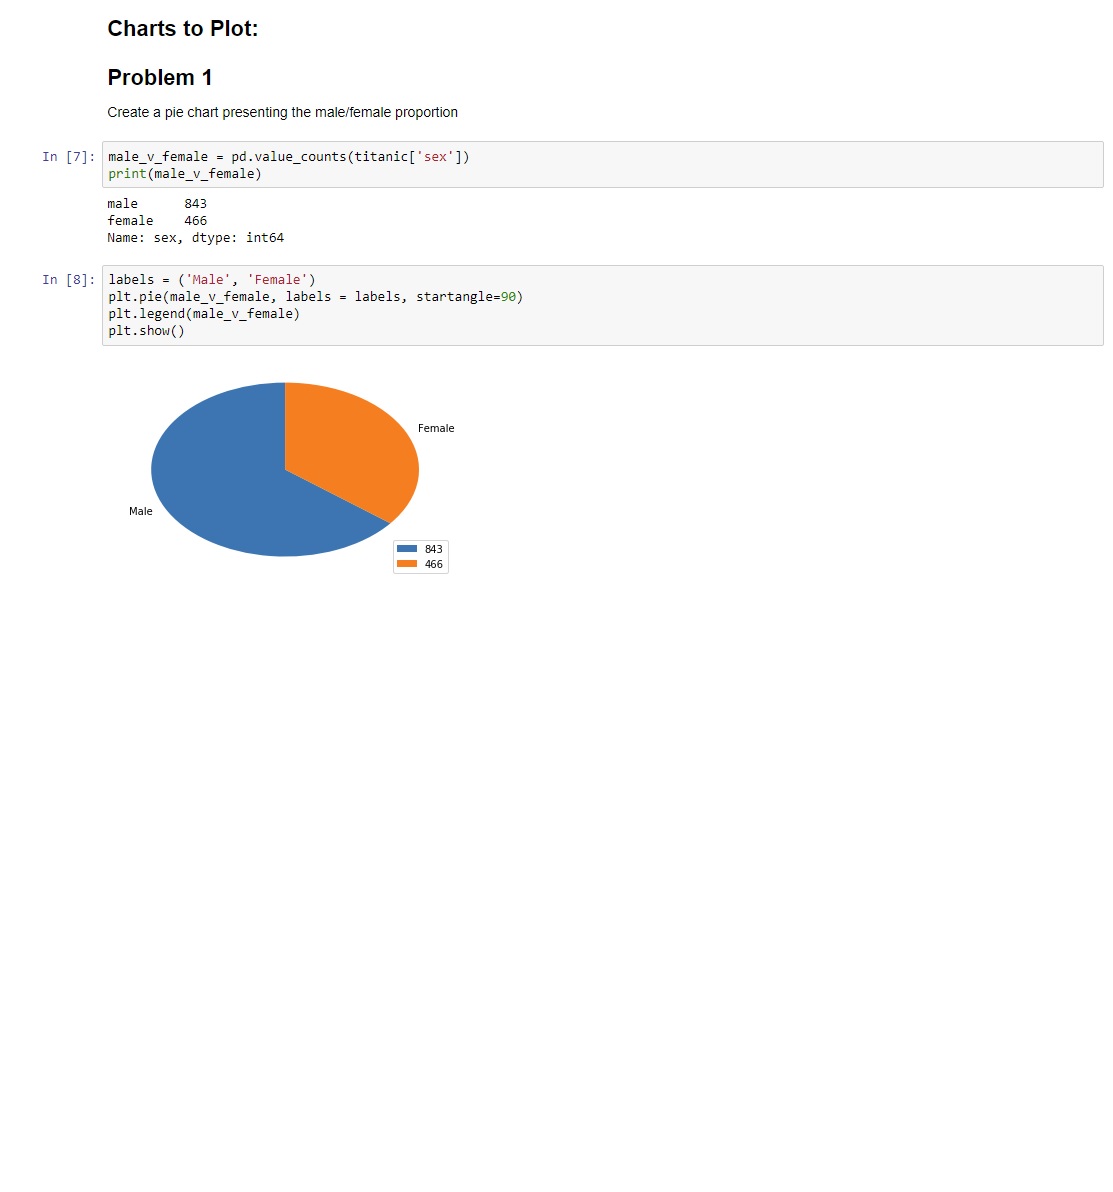 Charts to Plot:
Problem 1
Create a pie chart presenting the male/female proportion
In [7]: male_v_female = pd.value_counts(titanic['sex'])
print(male_v_female)
male      843
female    466
Name: sex, dtype: int64
In [8]: labels = ('Male', 'Female')
plt.pie(male_v_female, labels = labels, startangle=90)
plt.legend(male_v_female)
plt.show()
Female
Male
843
466